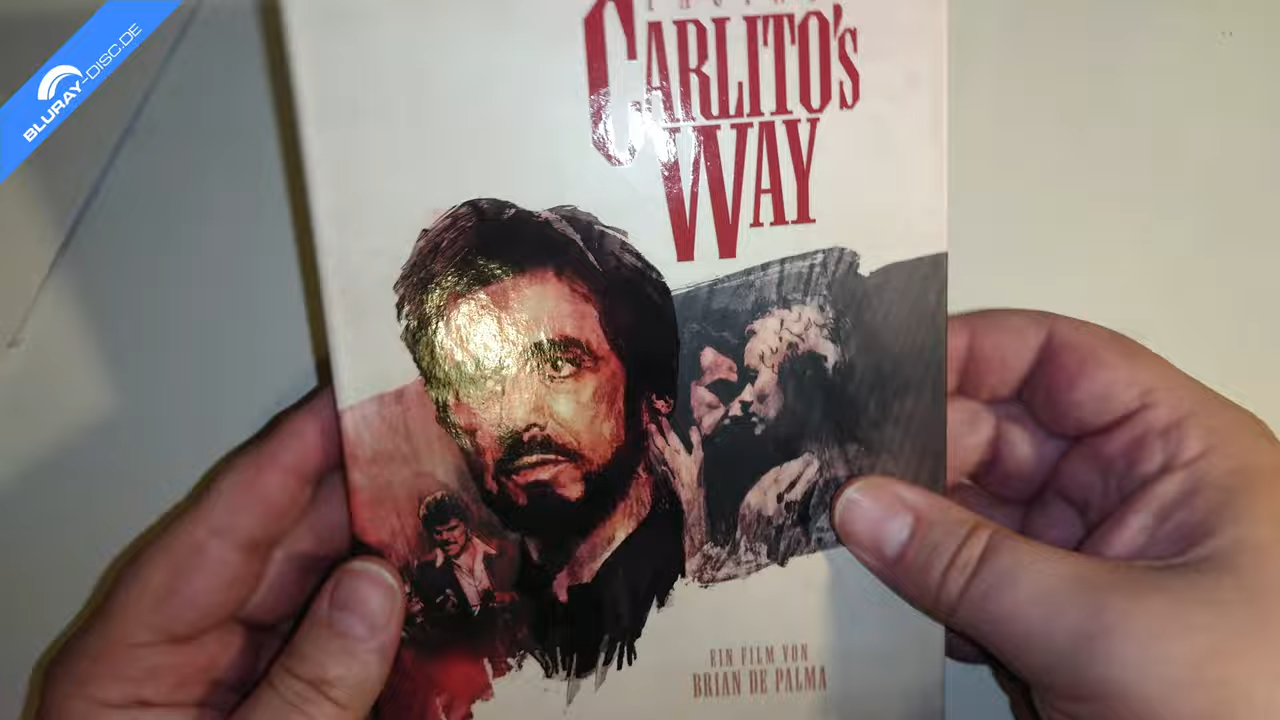 BLURAY-DISC.DE
CARLITO'S
WAY
EIN FILM VON
BRIAN DE PALMA